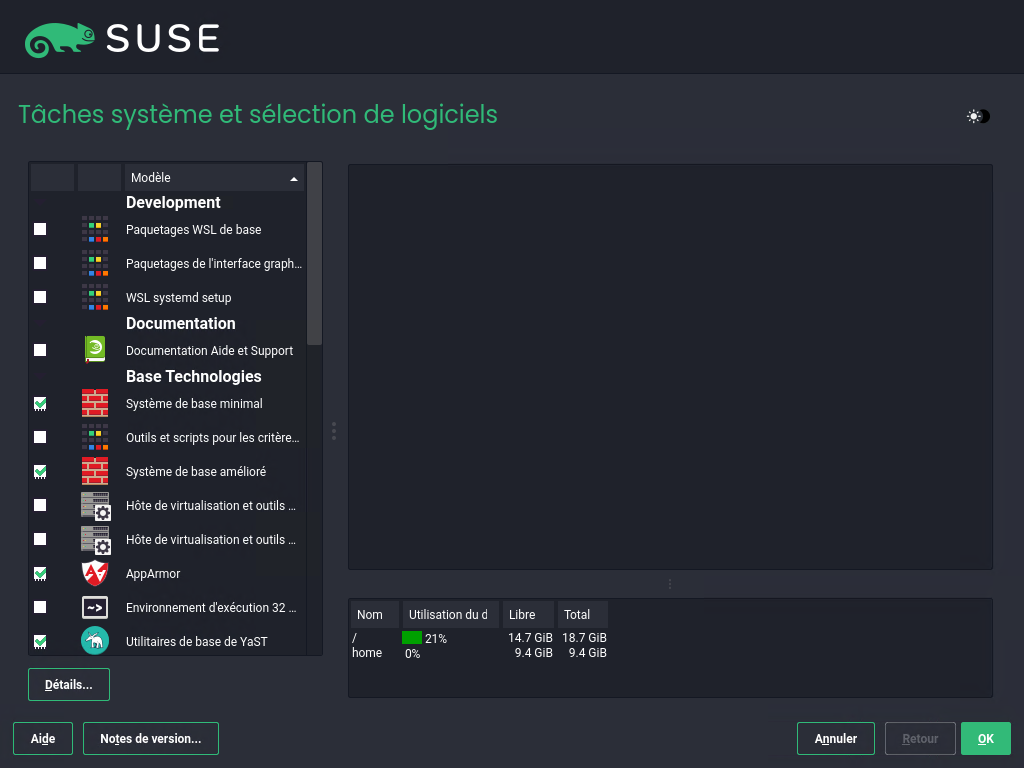 SUSE
Tâches système et sélection de logiciels
Modèle
Development
Paquetages WSL de base
Paquetages de l'interface graph...
WSL systemd setup
Documentation
Documentation Aide et Support
Base Technologies
Système de base minimal
Outils et scripts pour les critère...
Système de base amélioré
Hôte de virtualisation et outils ...
Hôte de virtualisation et outils ...
AppArmor
Environnement d'exécution 32 ...
Utilitaires de base de YaST
Nom Utilisation du d Libre Total
/ 21% 14.7 GiB 18.7 GiB
home 0% 9.4 GiB 9.4 GiB
Détails...
Aide Notes de version... Annuler Retour OK